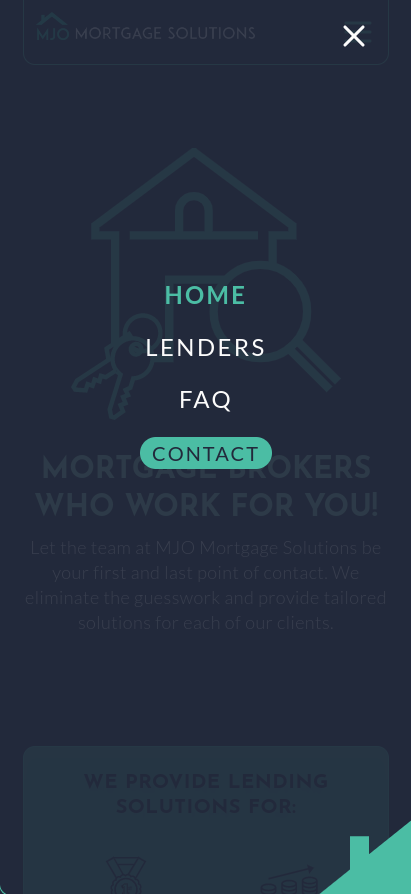 MJO MORTGAGE SOLUTIONS
HOME
LENDERS
FAQ
CONTACT
MORTGAGE BROKERS
WHO WORK FOR YOU!
Let the team at MJO Mortgage Solutions be
your first and last point of contact. We
eliminate the guesswork and provide tailored
solutions for each of our clients.
WE PROVIDE LENDING
SOLUTIONS FOR: